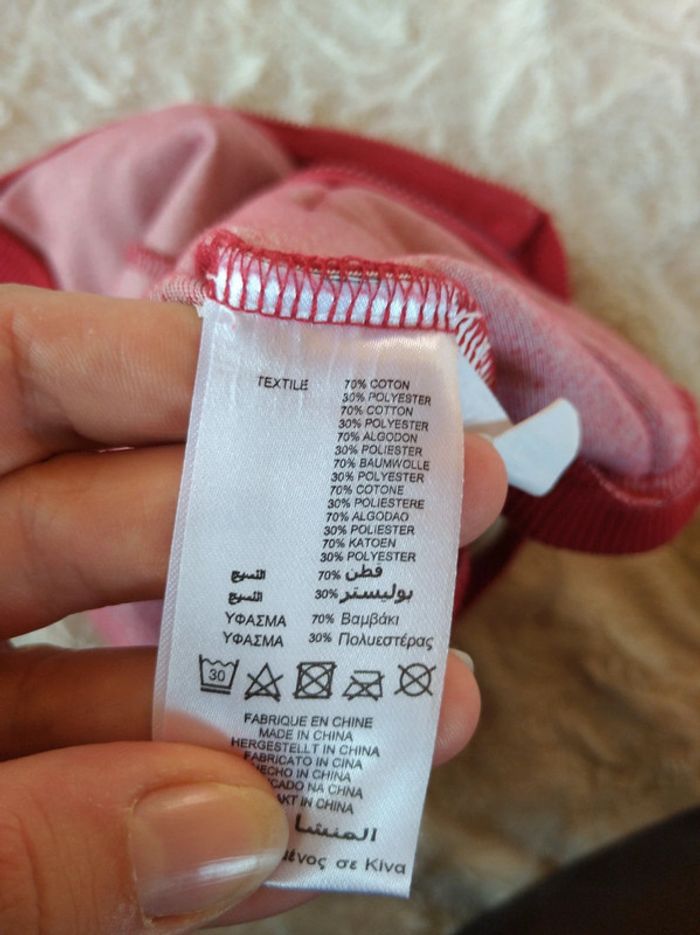 TEXTILE 70% COTON
30% POLYESTER
70% COTTON
30% POLYESTER
70% ALGODON
30% POLIESTER
70% BAUMWOLLE
30% POLYESTER
70% COTONE
30% POLIESTERE
70% ALGODAO
30% POLIESTER
70% KATOEN
30% POLYESTER
النسيج 70% قطن
النسيج 30% بوليستر
ΥΦΑΣΜΑ 70% Βαμβάκι
ΥΦΑΣΜΑ 30% Πολυεστέρας
30
FABRIQUE EN CHINE
MADE IN CHINA
HERGESTELLT IN CHINA
FABRICATO IN CINA
HECHO IN CHINA
CADO NA CHNA
AKT IN CHINA
المنشا
μένος σε Κίνα